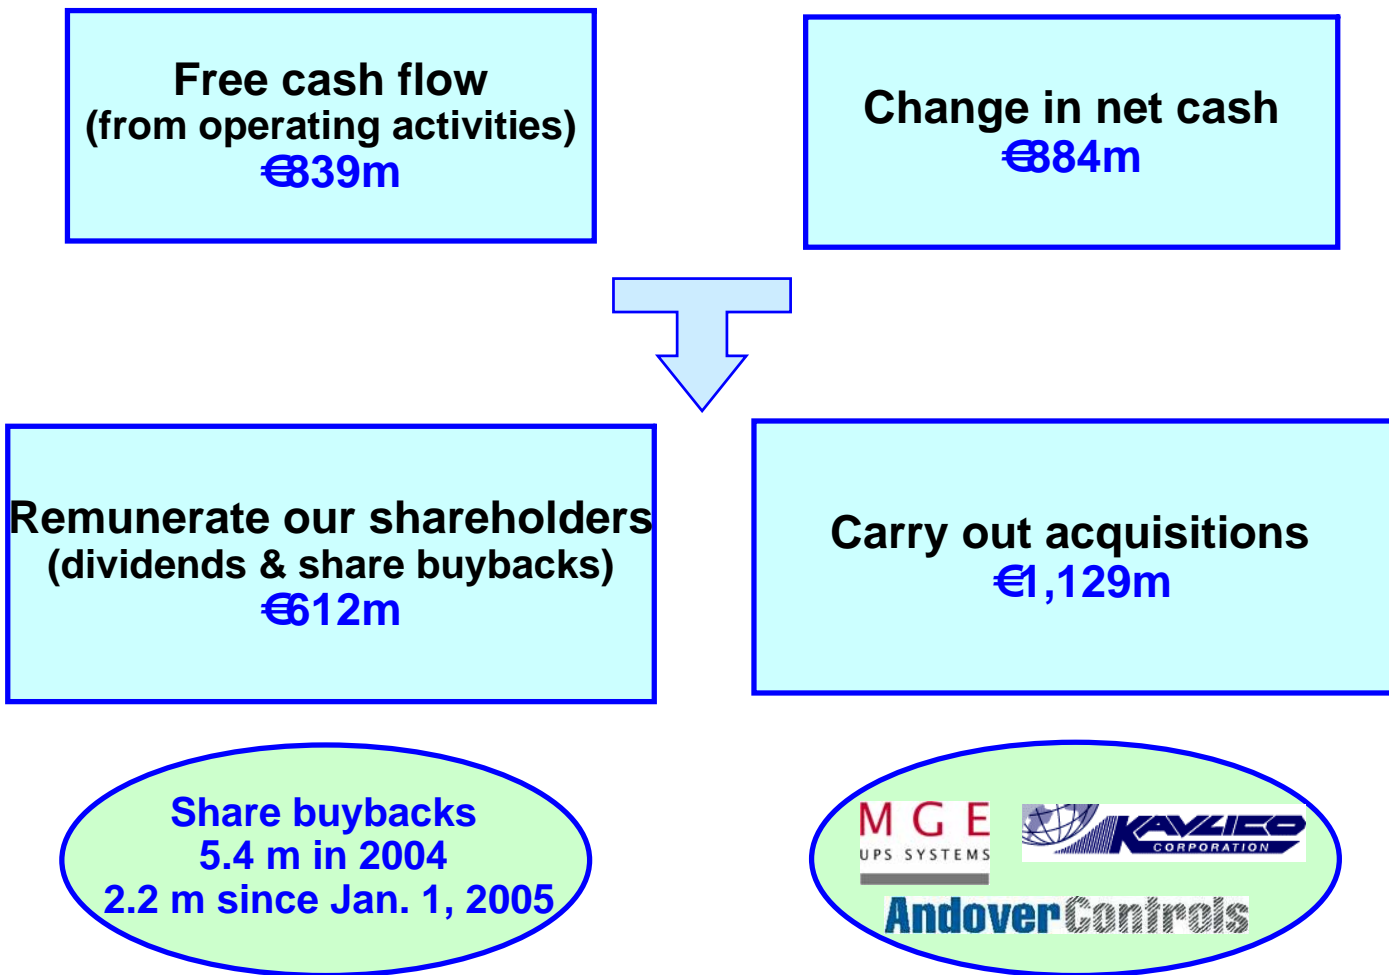 Free cash flow
(from operating activities)
€839m
Change in net cash
€884m
Remunerate our shareholders
(dividends & share buybacks)
€612m
Carry out acquisitions
€1,129m
Share buybacks
5.4 m in 2004
2.2 m since Jan. 1, 2005
MGE
UPS SYSTEMS
KAVLICO
CORPORATION
Andover Controls